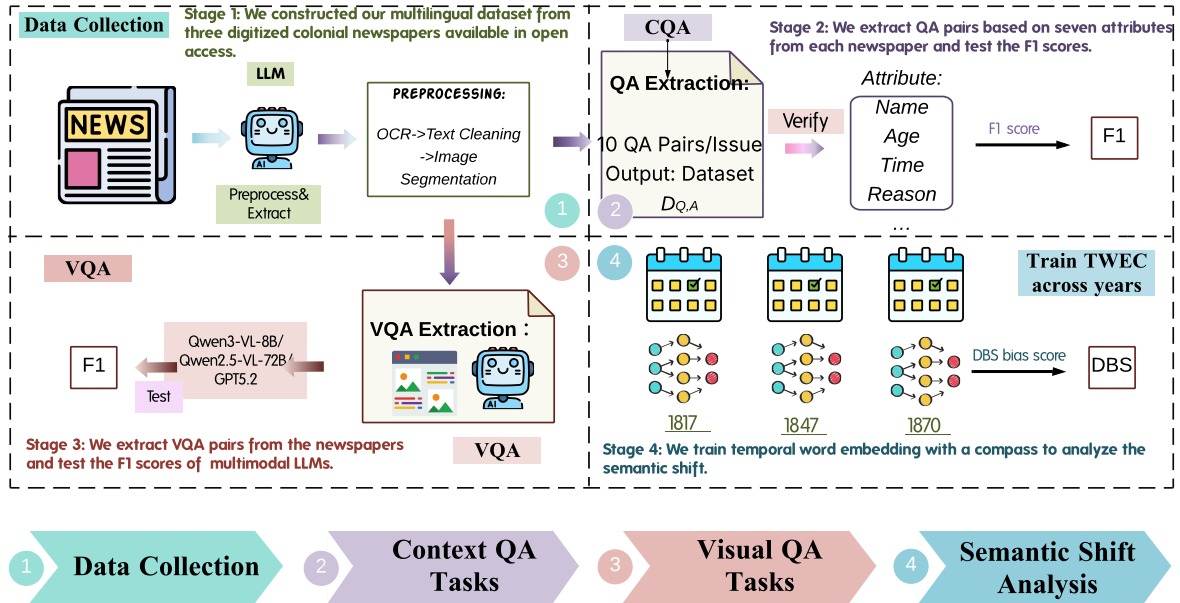 Data Collection
Stage 1: We constructed our multilingual dataset from
three digitized colonial newspapers available in open
access.
NEWS
LLM
AI
Preprocess&
Extract
PREPROCESSING:
OCR->Text Cleaning
->Image
Segmentation
1
CQA
Stage 2: We extract QA pairs based on seven attributes
from each newspaper and test the F1 scores.
QA Extraction:
10 QA Pairs/Issue
Output: Dataset
D_{Q,A}
2
Verify
Attribute:
Name
Age
Time
Reason
...
F1 score
F1
VQA
3
VQA Extraction：
AI
Qwen3-VL-8B/
Qwen2.5-VL-72B/
GPT5.2
F1
Test
VQA
Stage 3: We extract VQA pairs from the newspapers
and test the F1 scores of multimodal LLMs.
4
Train TWEC
across years
1817
1847
1870
DBS bias score
DBS
Stage 4: We train temporal word embedding with a compass to analyze the
semantic shift.
1
Data Collection
2
Context QA
Tasks
3
Visual QA
Tasks
4
Semantic Shift
Analysis